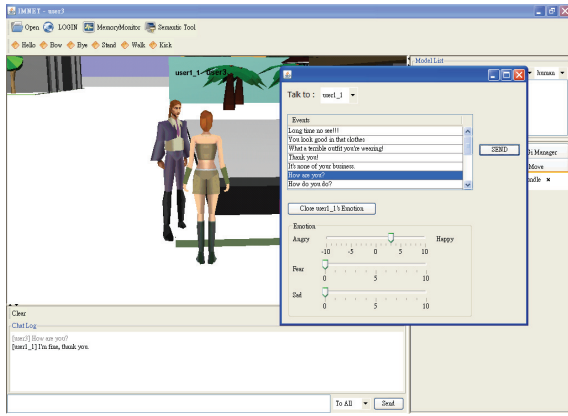 IMNET - user3
Open LOGIN MemoryMonitor Semantic Tool
Hello Bow Bye Stand Walk Kick
Model List
human
user1_1 user3
Talk to : user1_1
Events
Long time no see!!!
You look good in that clothes
What a terrible outfit you're wearing!
Thank you!
It's none of your business.
How are you?
How do you do?
SEND
Manager
Move
ndle
Close user1_1's Emotion
Emotion
Angry Happy
-10 -5 0 5 10
Fear
0 5 10
Sad
0 5 10
Clear
Chat Log
[user3] How are you?
[user1_1] I'm fine, thank you.
To All Send